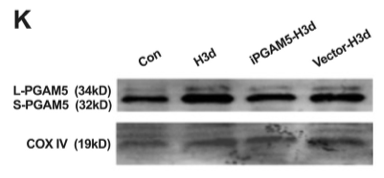 K
Con H3d iPGAM5-H3d Vector-H3d
L-PGAM5 (34kD)
S-PGAM5 (32kD)
COX IV (19kD)